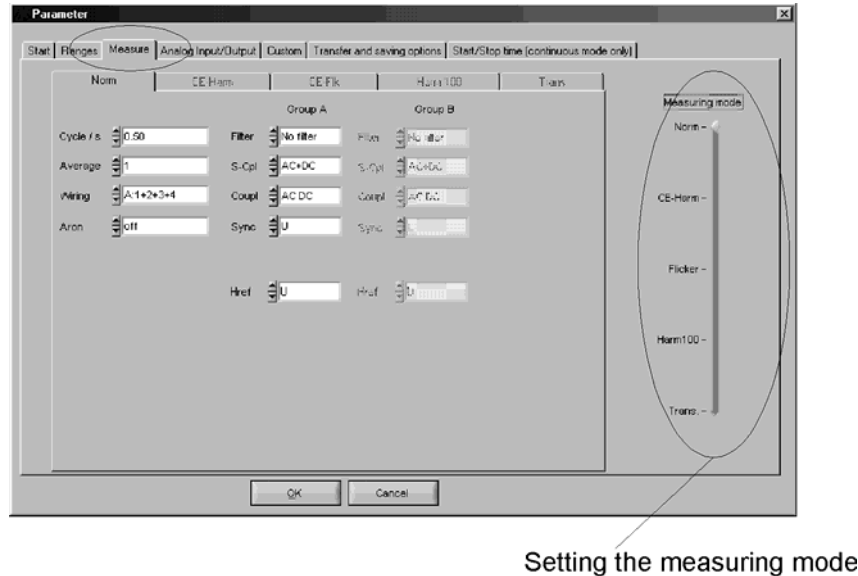 Parameter
Start Ranges Measure Analog Input/Output Custom Transfer and saving options Start/Stop time (continuous mode only)
Norm CE-Harm CE-Flk Harm100 Trans
Group A Group B
Measuring mode
Cycle / s 0.50 Filter No filter Filter No filter
Norm
Average 1 S-Cpl AC+DC S-Cpl AC+DC
Wiring A:1+2+3+4 Coupl AC DC Coupl AC DC
CE-Harm
Aron off Sync U Sync
Flicker
Href U Href U
Harm100
Trans.
OK Cancel
Setting the measuring mode